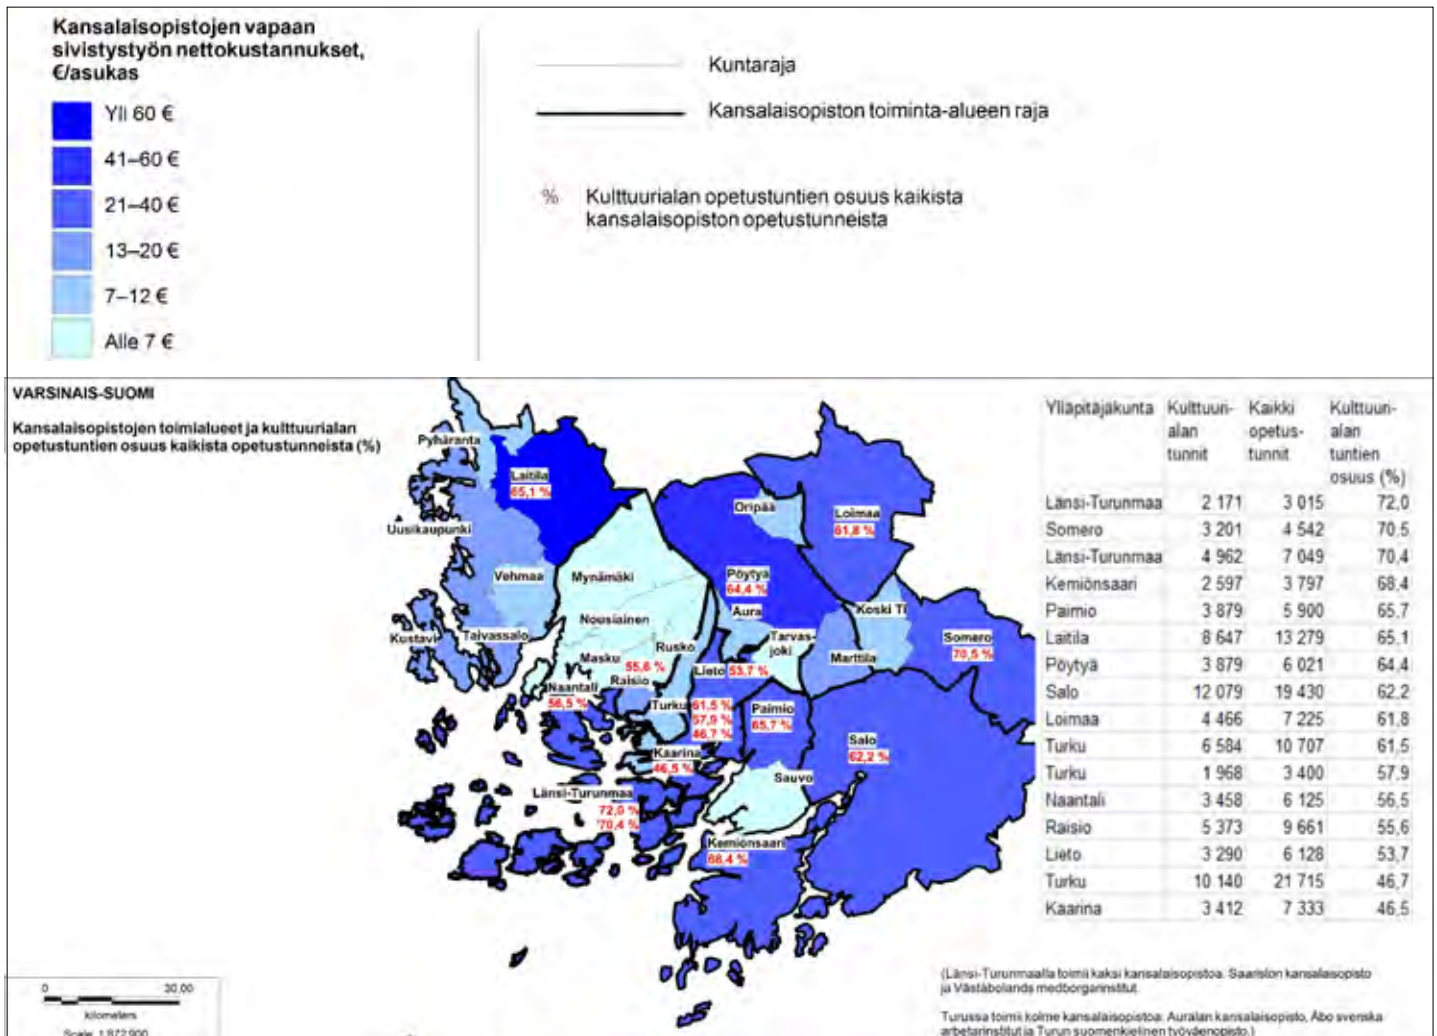 Kansalaisopistojen vapaan
sivistystyön nettokustannukset,
€/asukas
Yli 60 €
41–60 €
21–40 €
13–20 €
7–12 €
Alle 7 €
Kuntaraja
Kansalaisopiston toiminta-alueen raja
% Kulttuurialan opetustuntien osuus kaikista
kansalaisopiston opetustunneista
VARSINAIS-SUOMI
Kansalaisopistojen toimialueet ja kulttuurialan
opetustuntien osuus kaikista opetustunneista (%)
Pyhäranta
Laitila
65,1 %
Uusikaupunki
Vehmaa
Kustavi
Taivassalo
Mynämäki
Nousiainen
Masku
Rusko
55,6 %
Raisio
Naantali
56,5 %
Oripää
Loimaa
61,8 %
Pöytyä
64,4 %
Aura
Koski Tl
Tarvas-
joki
Marttila
Somero
70,5 %
Lieto 53,7 %
Turku 61,5 %
57,9 %
46,7 %
Paimio
65,7 %
Kaarina
46,5 %
Salo
62,2 %
Sauvo
Länsi-Turunmaa
72,0 %
70,4 %
Kemiönsaari
68,4 %
Ylläpitäjäkunta Kulttuuri-alan tunnit Kaikki opetus-tunnit Kulttuuri-alan tuntien osuus (%)
Länsi-Turunmaa 2 171 3 015 72,0
Somero 3 201 4 542 70,5
Länsi-Turunmaa 4 962 7 049 70,4
Kemiönsaari 2 597 3 797 68,4
Paimio 3 879 5 900 65,7
Laitila 8 647 13 279 65,1
Pöytyä 3 879 6 021 64,4
Salo 12 079 19 430 62,2
Loimaa 4 466 7 225 61,8
Turku 6 584 10 707 61,5
Turku 1 968 3 400 57,9
Naantali 3 458 6 125 56,5
Raisio 5 373 9 661 55,6
Lieto 3 290 6 128 53,7
Turku 10 140 21 715 46,7
Kaarina 3 412 7 333 46,5
(Länsi-Turunmaalla toimii kaksi kansalaisopistoa: Saariston kansalaisopisto
ja Väståbolands medborgarinstitut.
Turussa toimii kolme kansalaisopistoa: Auralan kansalaisopisto, Åbo svenska
arbetarinstitut ja Turun suomenkielinen työväenopisto.)
0 30,00
kilometers
Scale: 1:872 900